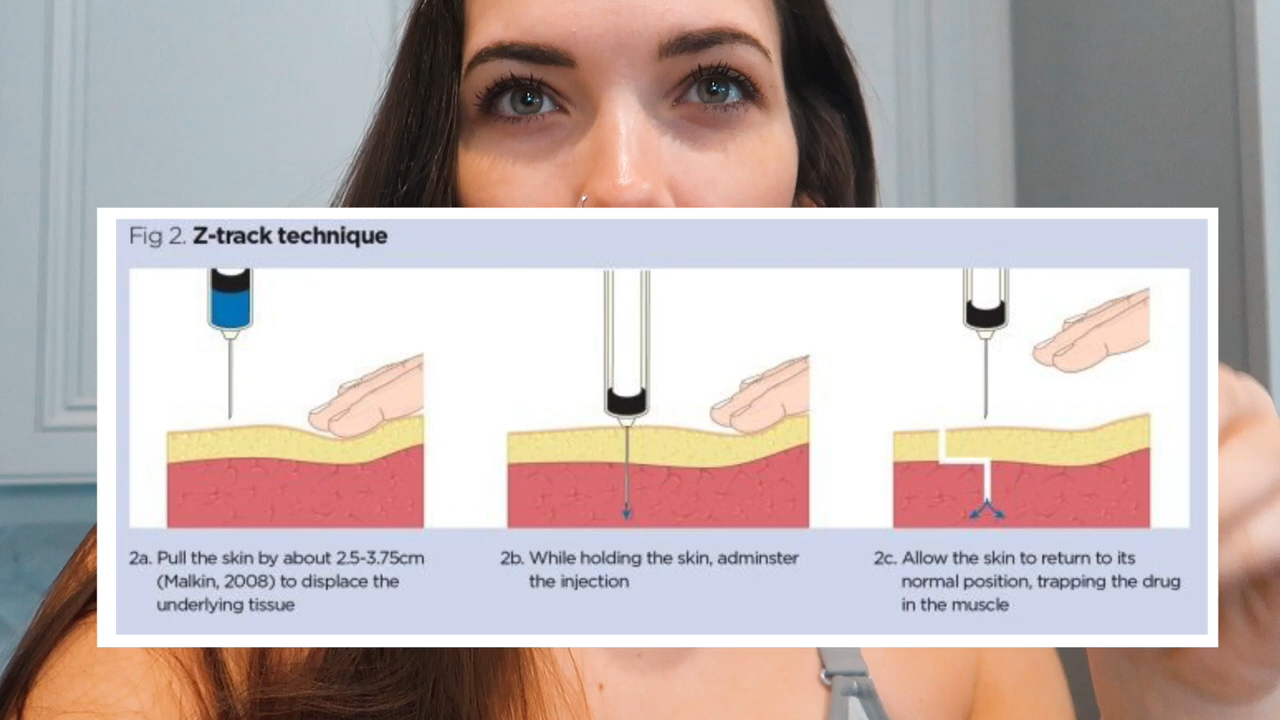 Fig 2. Z-track technique
2a. Pull the skin by about 2.5-3.75cm
(Malkin, 2008) to displace the
underlying tissue
2b. While holding the skin, adminster
the injection
2c. Allow the skin to return to its
normal position, trapping the drug
in the muscle